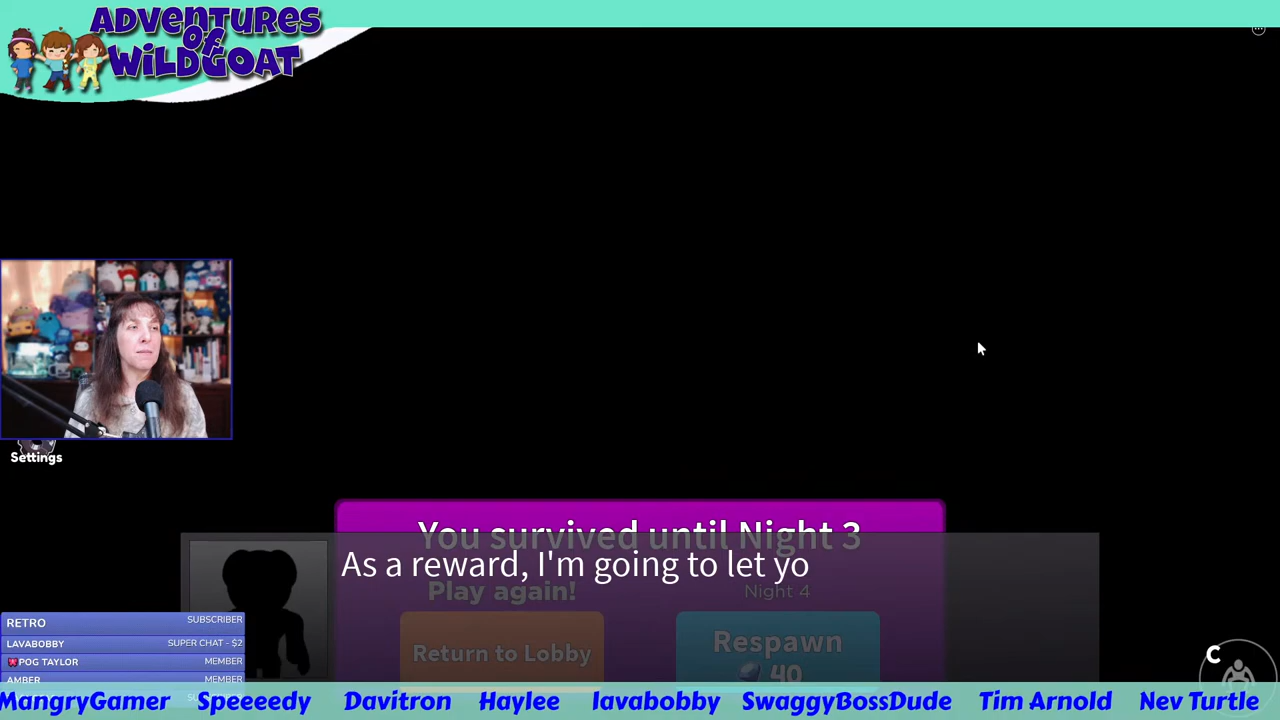 ADVENTURES
of
WiLDGOAT
Settings
You survived until Night 3
As a reward, I'm going to let yo
Play again!
Night 4
Return to Lobby
Respawn
40
RETRO SUBSCRIBER
LAVABOBBY SUPER CHAT - $2
POG TAYLOR MEMBER
AMBER MEMBER
C
MangryGamer Speeeedy Davitron Haylee lavabobby SwaggyBossDude Tim Arnold Nev Turtle